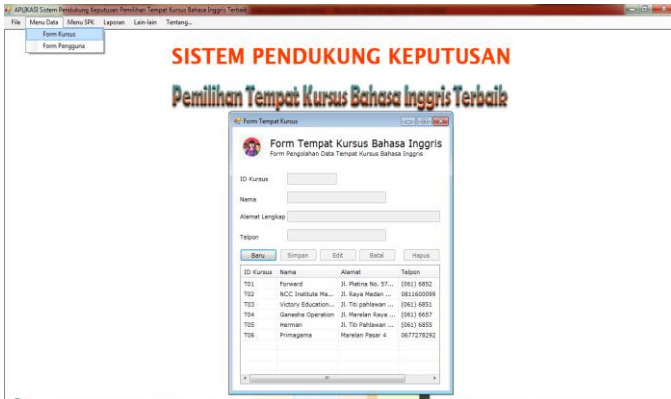 APLIKASI Sistem Pendukung Keputusan Pemilihan Tempat Kursus Bahasa Inggris Terbaik
File Menu Data Menu SPK Laporan Lain-lain Tentang...
Form Kursus
Form Pengguna
SISTEM PENDUKUNG KEPUTUSAN
Pemilihan Tempat Kursus Bahasa Inggris Terbaik
Form Tempat Kursus
Form Tempat Kursus Bahasa Inggris
Form Pengolahan Data Tempat Kursus Bahasa Inggris
ID Kursus
Nama
Alamat Lengkap
Telpon
Baru Simpan Edit Batal Hapus
ID Kursus Nama Alamat Telpon
T01 Forward Jl. Platina No. 57... (061) 6852
T02 NCC Institute Ma... Jl. Raya Medan ... 0811600099
T03 Victory Education... Jl. Titi pahlawan ... (061) 6851
T04 Ganesha Operation Jl. Marelan Raya ... (061) 6657
T05 Herman Jl. Titi Pahlawan ... (061) 6855
T06 Primagama Marelan Pasar 4 0677278292